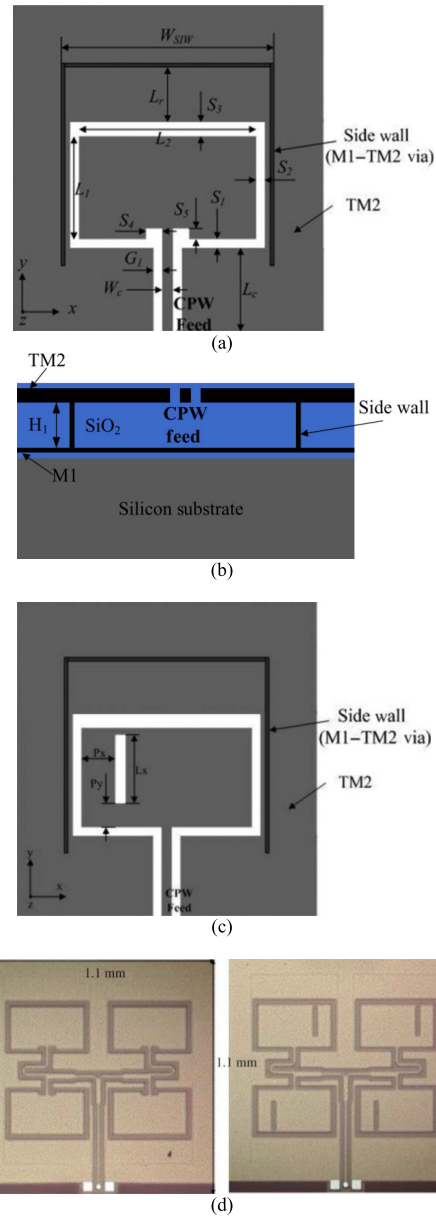 W_SIW
L_r
S_3
L_2
Side wall
(M1−TM2 via)
S_2
L_1
S_5
S_1
TM2
S_4
G_1
y
W_c
L_c
z
x
CPW
Feed
(a)
TM2
H₁
SiO₂
CPW
feed
Side wall
M1
Silicon substrate
(b)
Side wall
(M1−TM2 via)
Px
Ls
Py
TM2
y
z
x
CPW
Feed
(c)
1.1 mm
1.1 mm
(d)